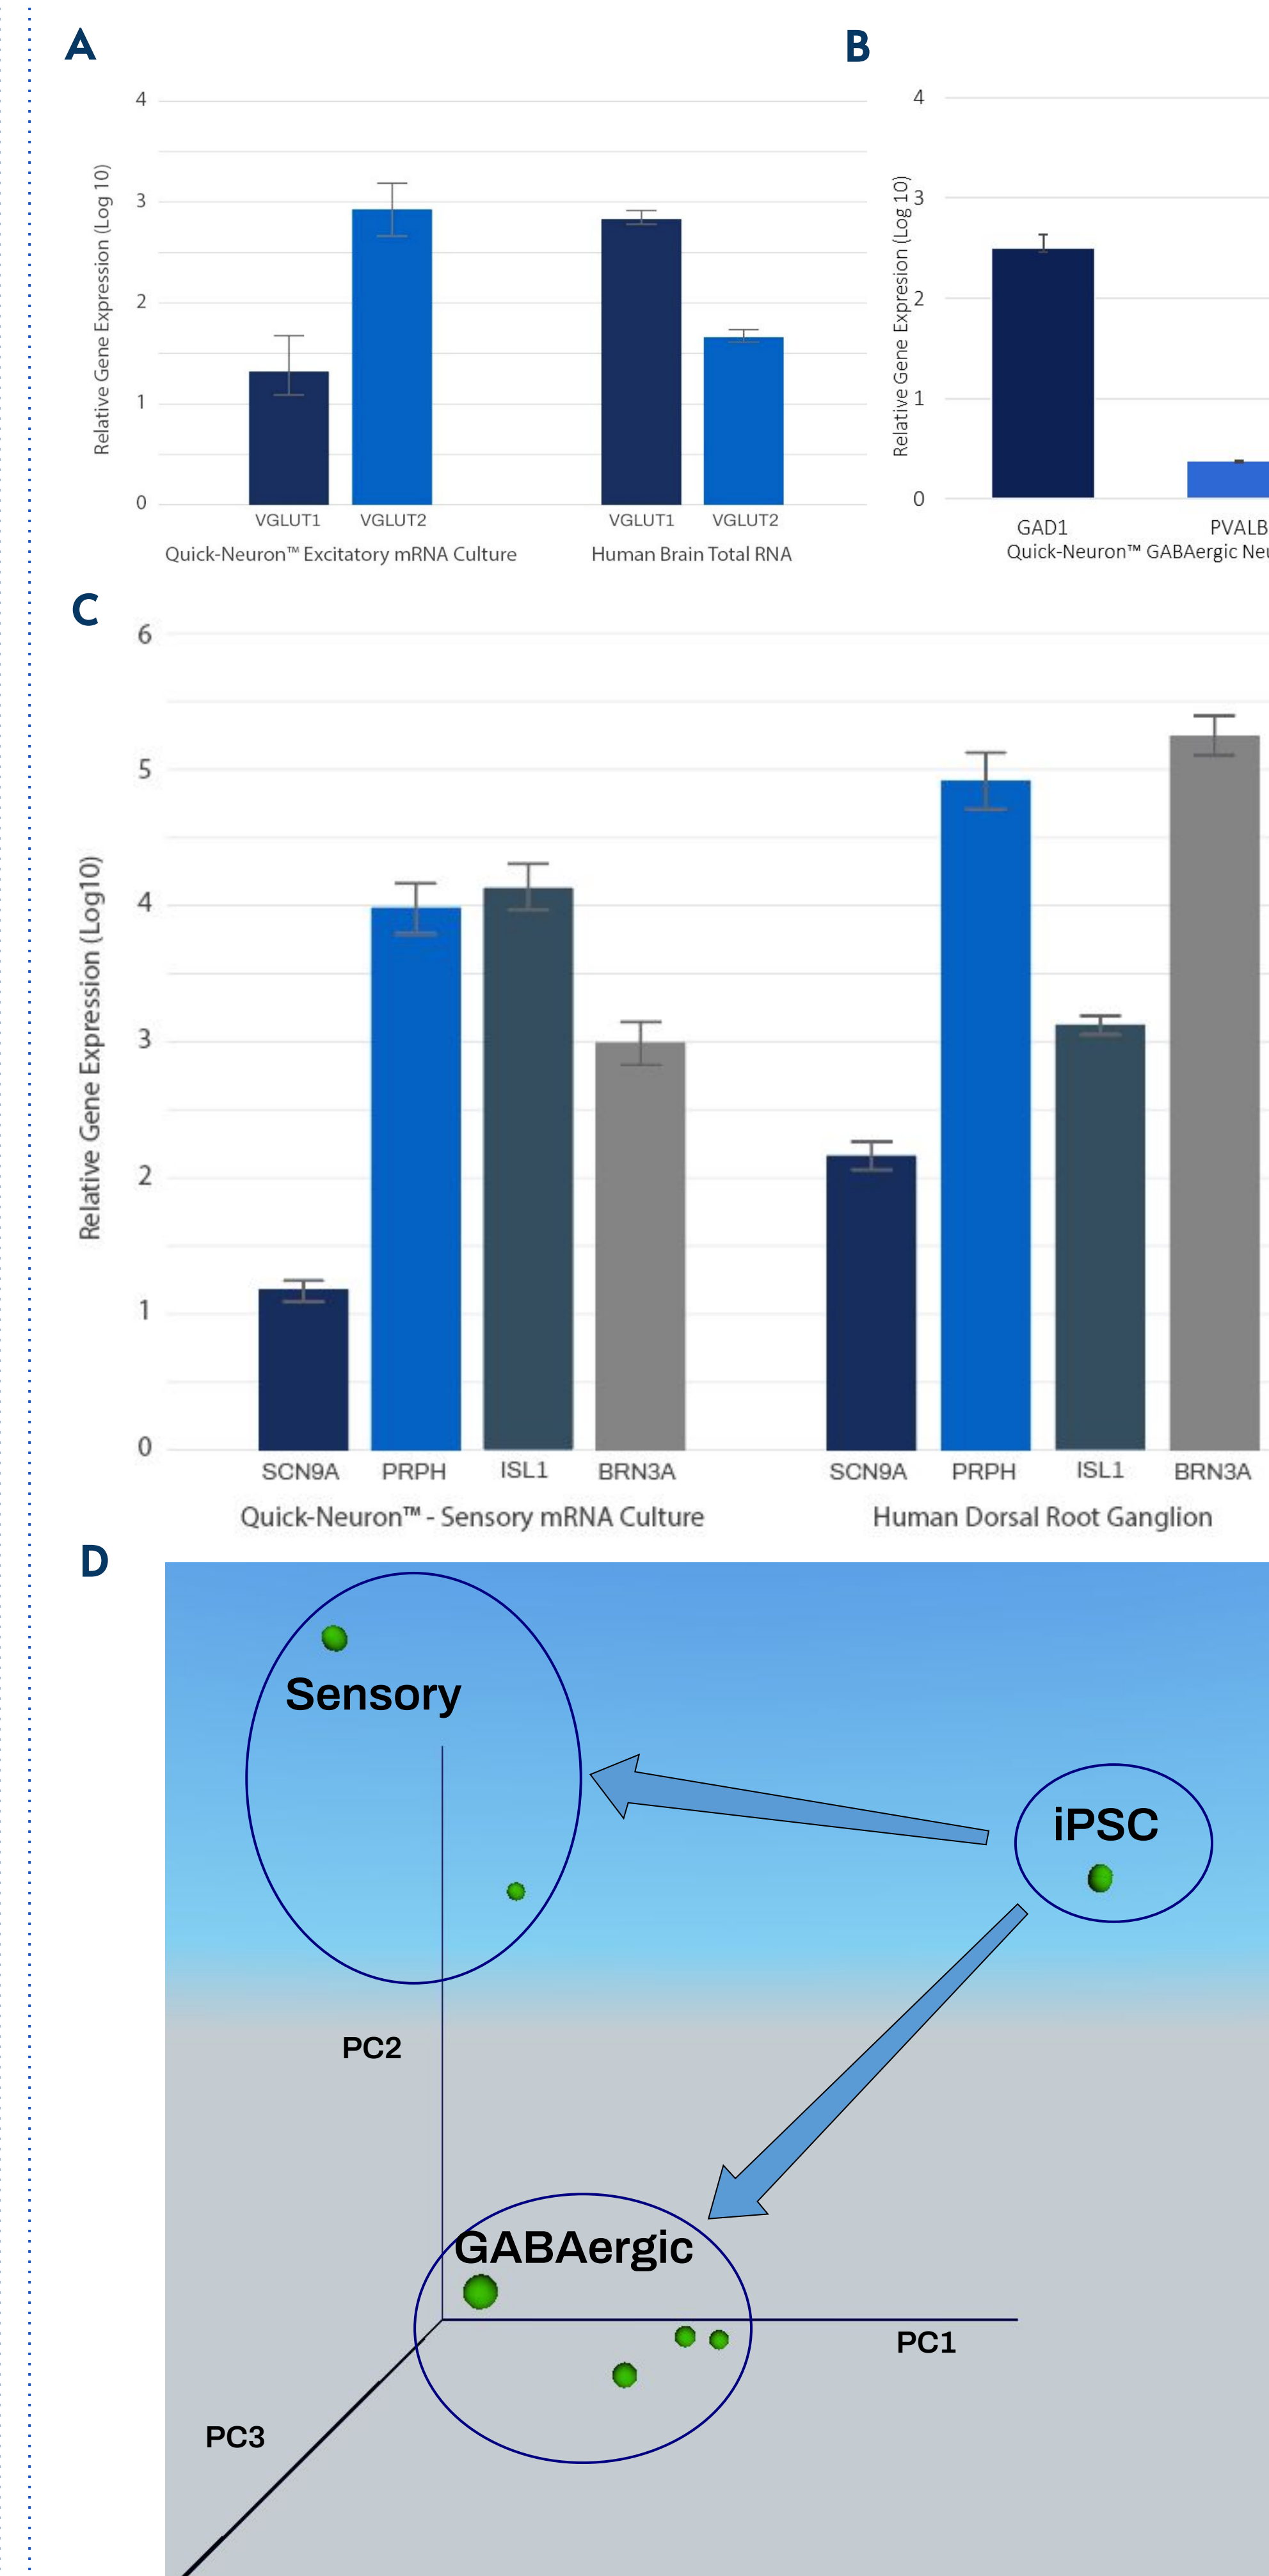 A
4
3
2
1
0
Relative Gene Expression (Log 10)
VGLUT1 VGLUT2 VGLUT1 VGLUT2
Quick-Neuron™ Excitatory mRNA Culture Human Brain Total RNA
B
4
3
2
1
0
Relative Gene Expresion (Log 10)
GAD1 PVALB
Quick-Neuron™ GABAergic
C
6
5
4
3
2
1
0
Relative Gene Expression (Log10)
SCN9A PRPH ISL1 BRN3A SCN9A PRPH ISL1 BRN3A
Quick-Neuron™ - Sensory mRNA Culture Human Dorsal Root Ganglion
D
Sensory
iPSC
PC2
GABAergic
PC1
PC3